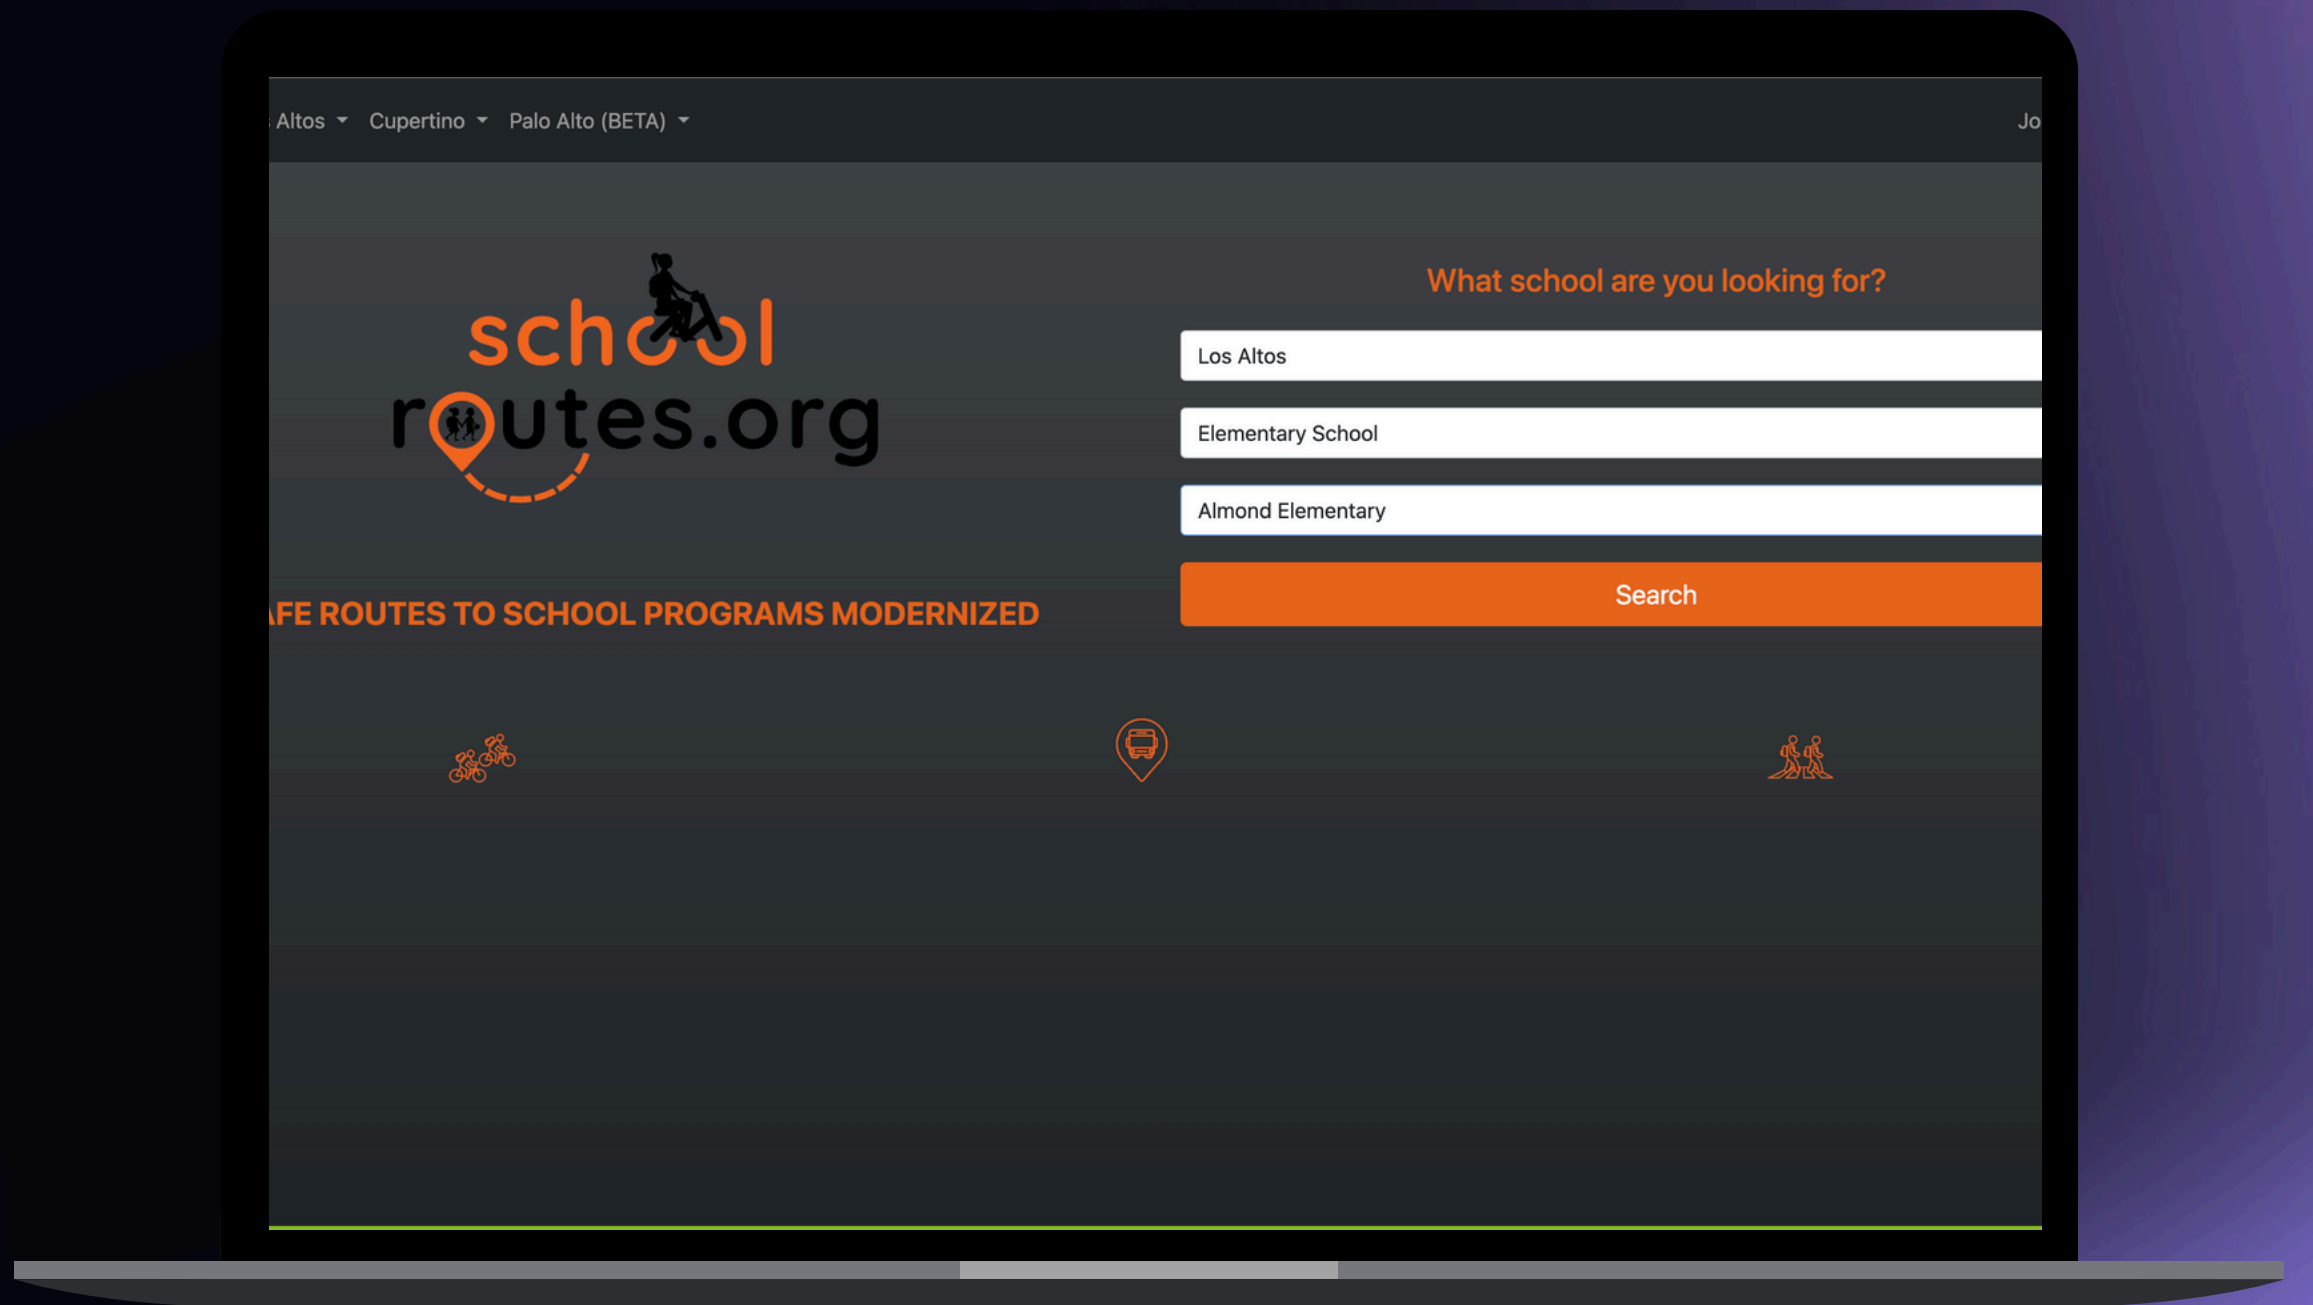 Altos Cupertino Palo Alto (BETA) Jo
school
routes.org
AFE ROUTES TO SCHOOL PROGRAMS MODERNIZED
What school are you looking for?
Los Altos
Elementary School
Almond Elementary
Search